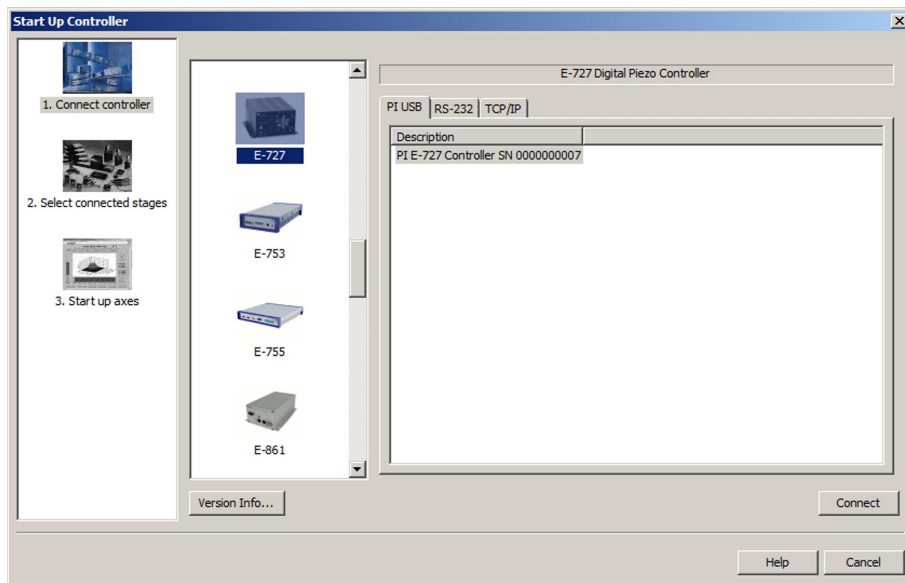 Start Up Controller
1. Connect controller
2. Select connected stages
3. Start up axes
E-727
E-753
E-755
E-861
Version Info...
E-727 Digital Piezo Controller
PI USB
RS-232
TCP/IP
Description
PI E-727 Controller SN 0000000007
Connect
Help
Cancel